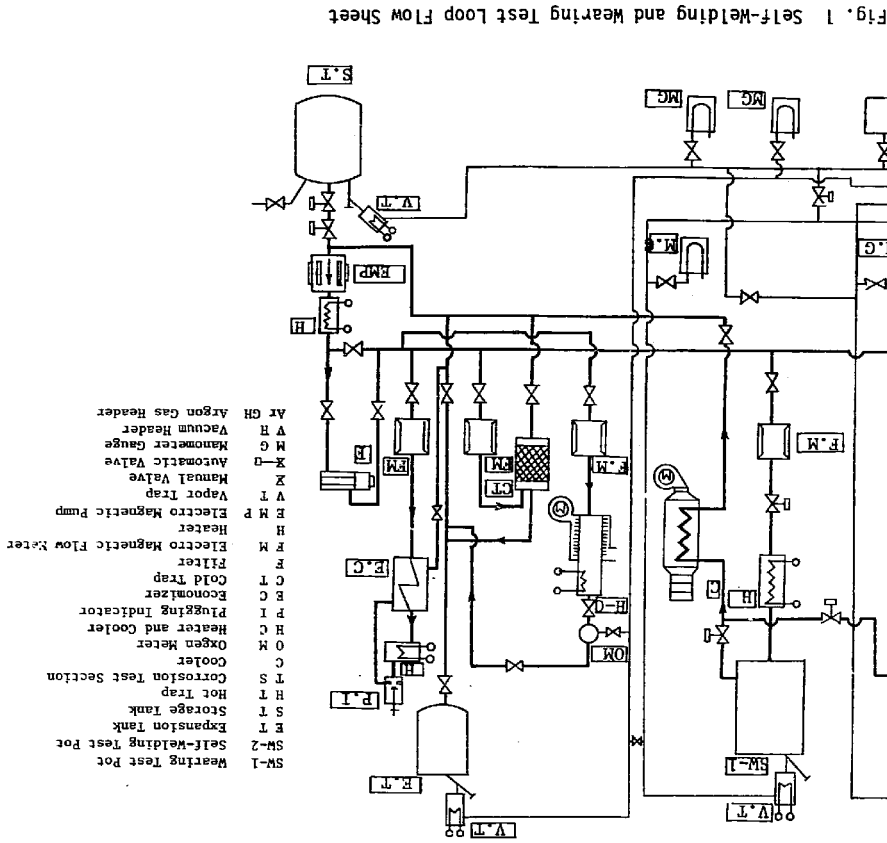 V.T
V.T
E.T
SW-1
P.I
H
OM
H-C
C
H
E.C
M
M
CT
FM
F.M
FM
F.M
F
H
EMP
M.G
.G
V.T
MG
MG
S.T
SW-1 Wearing Test Pot
SW-2 Self-Welding Test Pot
E T Expansion Tank
S T Storage Tank
H T Hot Trap
T S Corrosion Test Section
C Cooler
O M Oxgen Meter
H C Heater and Cooler
P I Plugging Indicator
E C Economizer
C T Cold Trap
F Filter
F M Electro Magnetic Flow Meter
H Heater
E M P Electro Magnetic Pump
V T Vapor Trap
Manual Valve
Automatic Valve
M G Manometer Gauge
V H Vacuum Header
Ar GH Argon Gas Header
Fig. 1 Self-Welding and Wearing Test Loop Flow Sheet